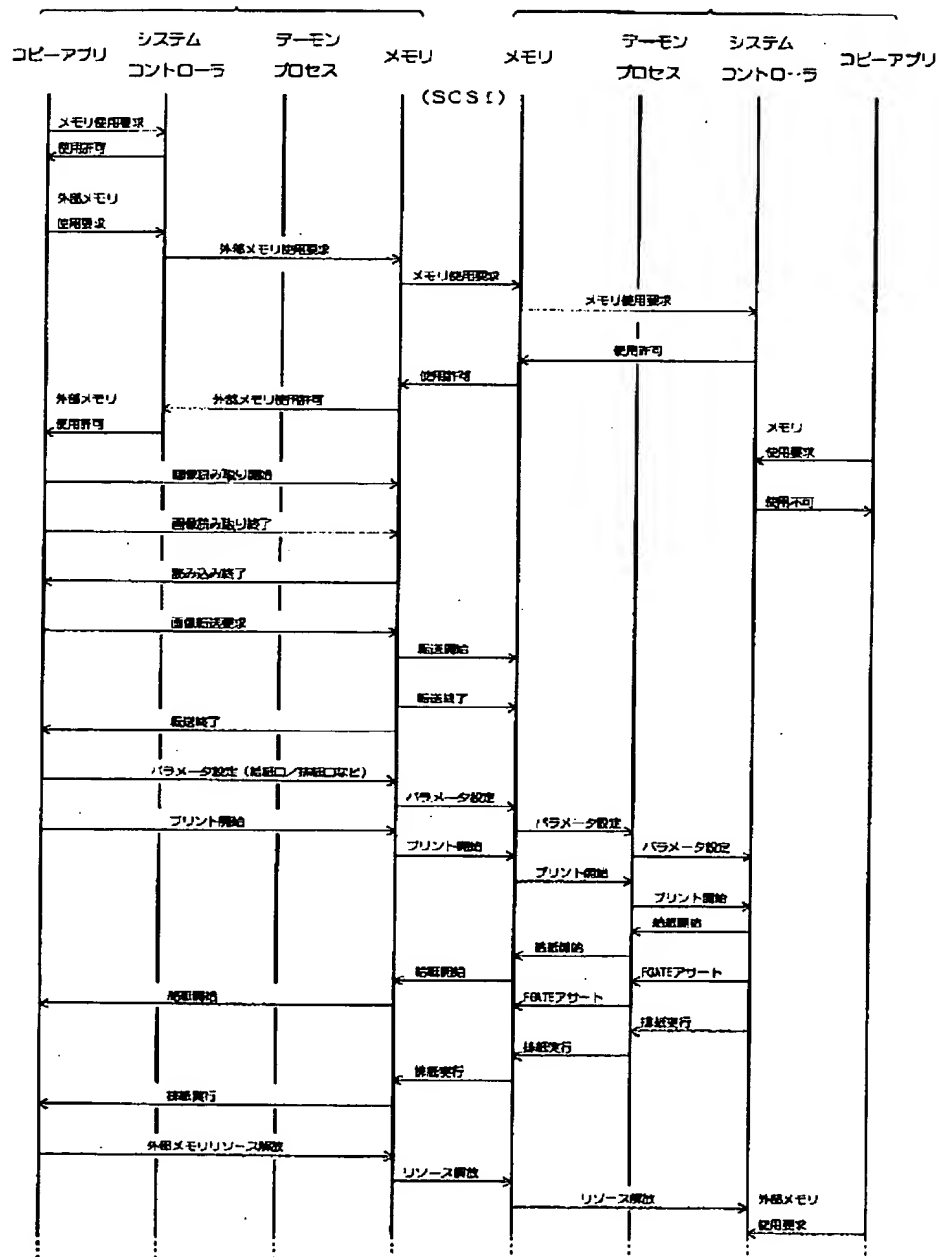 コピーアプリ
システム
コントローラ
デーモン
プロセス
メモリ
メモリ
(SCSI)
デーモン
プロセス
システム
コントローラ
コピーアプリ
メモリ使用要求
使用許可
外部メモリ
使用要求
外部メモリ使用要求
メモリ使用要求
メモリ使用要求
使用許可
使用許可
外部メモリ使用許可
外部メモリ
使用許可
メモリ
使用要求
画像読み取り開始
使用不可
画像読み取り終了
読み込み終了
画像転送要求
転送開始
転送終了
転送終了
パラメータ設定（給紙口／排紙口など）
パラメータ設定
プリント開始
パラメータ設定
プリント開始
パラメータ設定
プリント開始
プリント開始
給紙開始
給紙開始
給紙開始
FGATEアサート
給紙開始
FGATEアサート
排紙実行
排紙実行
排紙実行
排紙実行
外部メモリリソース解放
リソース解放
リソース解放
外部メモリ
使用要求